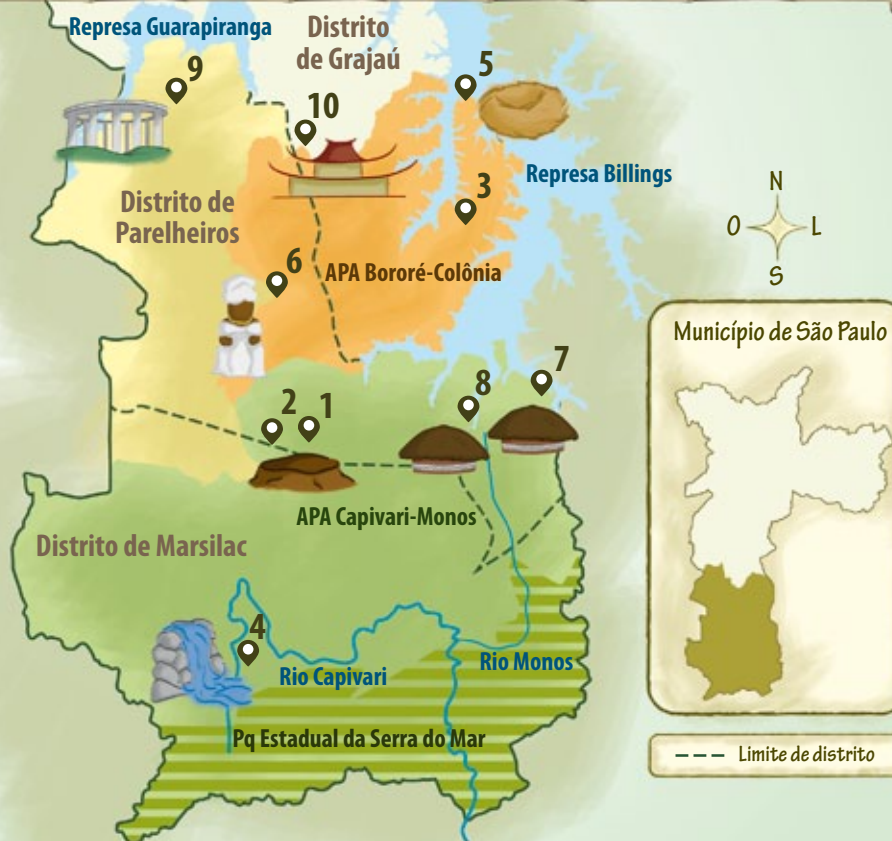 Represa Guarapiranga
Distrito
de Grajaú
9
5
10
Represa Billings
3
Distrito de
Parelheiros
6
APA Bororé-Colônia
N
O
L
S
Município de São Paulo
7
8
2
1
APA Capivari-Monos
Distrito de Marsilac
4
Rio Capivari
Rio Monos
Pq Estadual da Serra do Mar
Limite de distrito